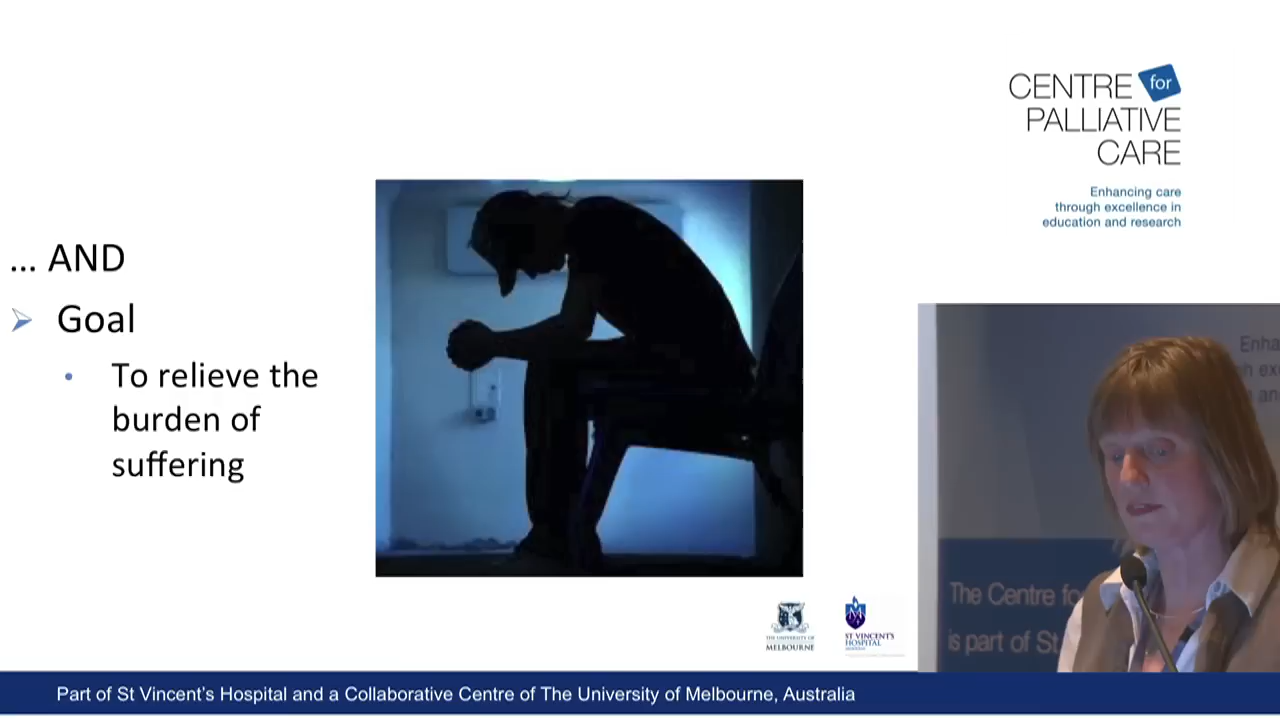 CENTRE for
PALLIATIVE
CARE
Enhancing care
through excellence in
education and research
... AND
Goal
To relieve the
burden of
suffering
The Centre
is part of St
THE UNIVERSITY OF
MELBOURNE
ST VINCENT'S
HOSPITAL
Part of St Vincent's Hospital and a Collaborative Centre of The University of Melbourne, Australia